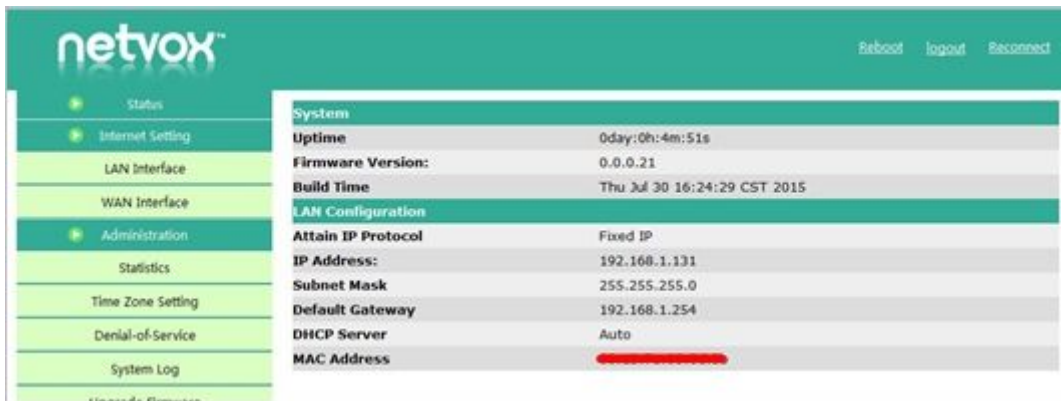 netvox™
Reboot logout Reconnect
Status
Internet Setting
LAN Interface
WAN Interface
Administration
Statistics
Time Zone Setting
Denial-of-Service
System Log
Upgrade Firmware
System
Uptime 0day:0h:4m:51s
Firmware Version: 0.0.0.21
Build Time Thu Jul 30 16:24:29 CST 2015
LAN Configuration
Attain IP Protocol Fixed IP
IP Address: 192.168.1.131
Subnet Mask 255.255.255.0
Default Gateway 192.168.1.254
DHCP Server Auto
MAC Address